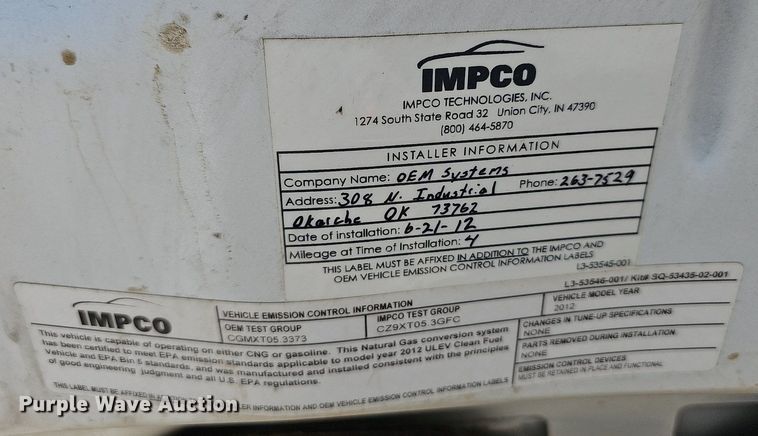 IMPCO
IMPCO TECHNOLOGIES, INC.
1274 South State Road 32 Union City, IN 47390
(800) 464-5870
INSTALLER INFORMATION
Company Name: OEM Systems
Address: 308 N. Industrial Phone: 263-7529
Okarche OK 73762
Date of installation: 6-21-12
Mileage at Time of Installation: 4
THIS LABEL MUST BE AFFIXED IN ADDITION TO THE IMPCO AND
OEM VEHICLE EMISSION CONTROL INFORMATION LABELS
L3-53545-001
L3-53546-001/ Kit# SQ-53435-02-001
IMPCO
VEHICLE EMISSION CONTROL INFORMATION
OEM TEST GROUP
CGMXT05.3373
IMPCO TEST GROUP
CZ9XT05.3GFC
VEHICLE MODEL YEAR
2012
This vehicle is capable of operating on either CNG or gasoline. This Natural Gas conversion system
has been certified to meet EPA emission standards applicable to model year 2012 ULEV Clean Fuel
Vehicle and EPA Bin 5 standards, and was manufactured and installed consistent with the principles
of good engineering judgment and all U.S. EPA regulations.
CHANGES IN TUNE-UP SPECIFICATIONS
NONE
PARTS REMOVED DURING INSTALLATION
NONE
EMISSION CONTROL DEVICES
MUST BE RETAINED IN PLACE AND FUNCTIONAL
THIS LABEL MUST BE AFFIXED IN INSTALLER INFORMATION AND OEM VEHICLE EMISSION CONTROL INFORMATION LABELS
Purple Wave Auction